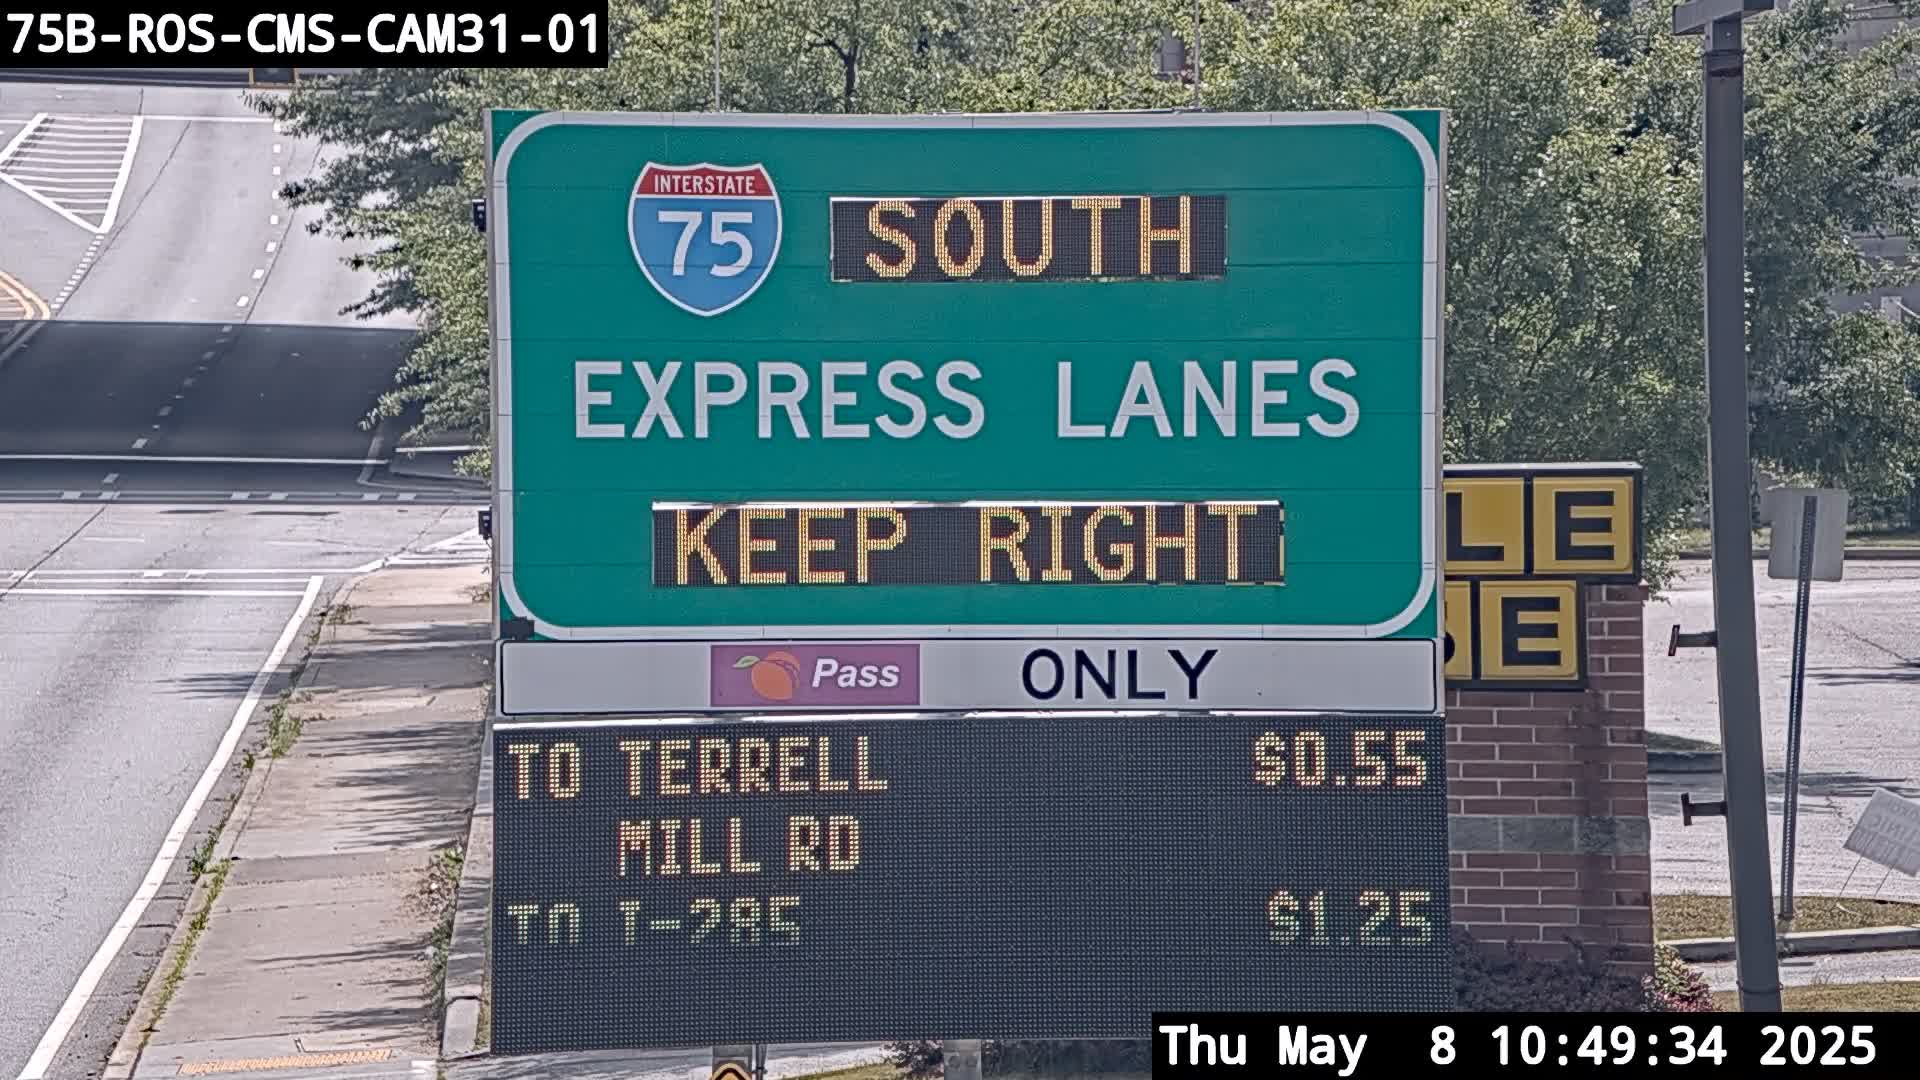 75B-ROS-CMS-CAM31-01
INTERSTATE
75
SOUTH
EXPRESS LANES
KEEP RIGHT
Pass ONLY
TO TERRELL $0.55
MILL RD
TO I-285 $1.25
LE
E
Thu May 8 10:49:34 2025